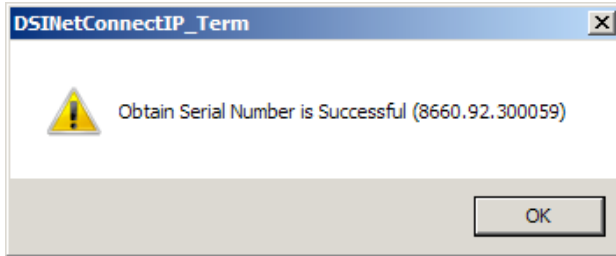 DSINetConnectIP_Term
Obtain Serial Number is Successful (8660.92.300059)
OK